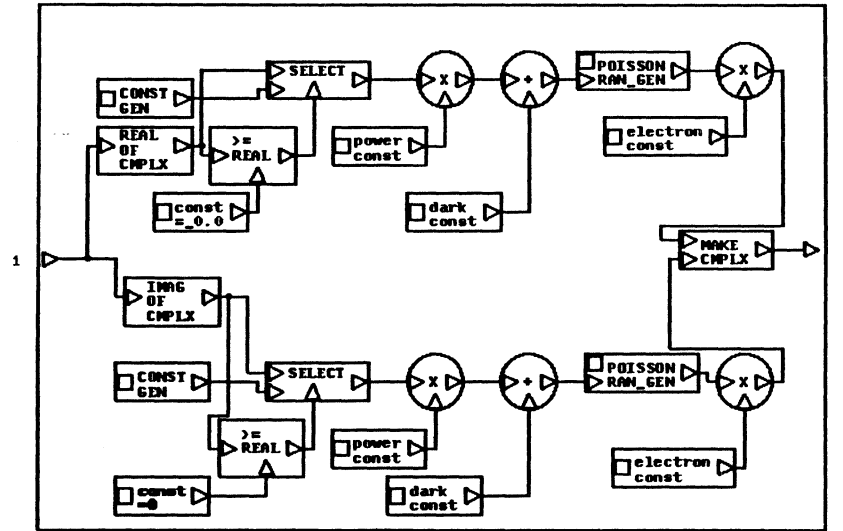 SELECT
POISSON
RAN_GEN
X
+
X
CONST
GEN
REAL
OF
CMPLX
>=
REAL
power
const
electron
const
const
=_0.0
dark
const
MAKE
CMPLX
1
IMAG
OF
CMPLX
SELECT
X
+
POISSON
RAN_GEN
X
CONST
GEN
>=
REAL
power
const
electron
const
const
=0
dark
const